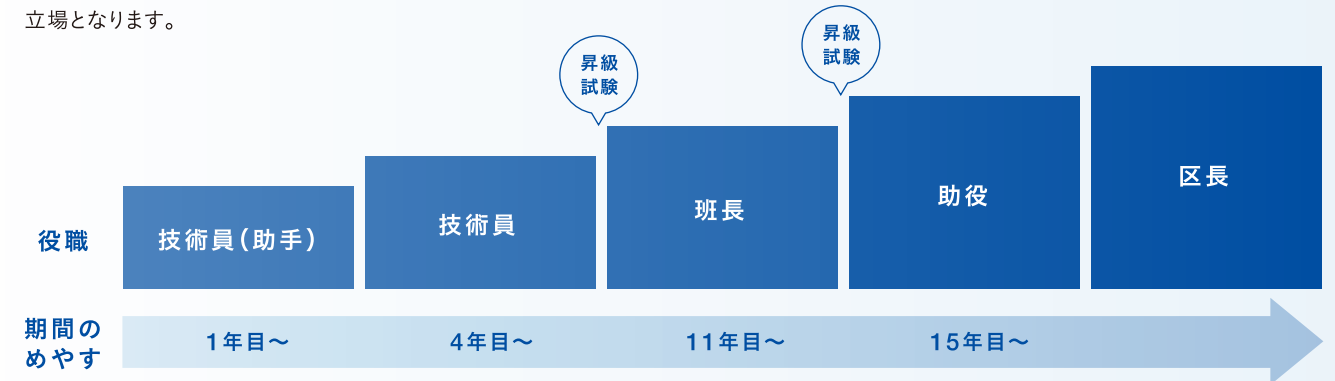 立場となります。
昇級
試験
昇級
試験
役職
技術員(助手)
技術員
班長
助役
区長
期間の
めやす
1年目〜
4年目〜
11年目〜
15年目〜